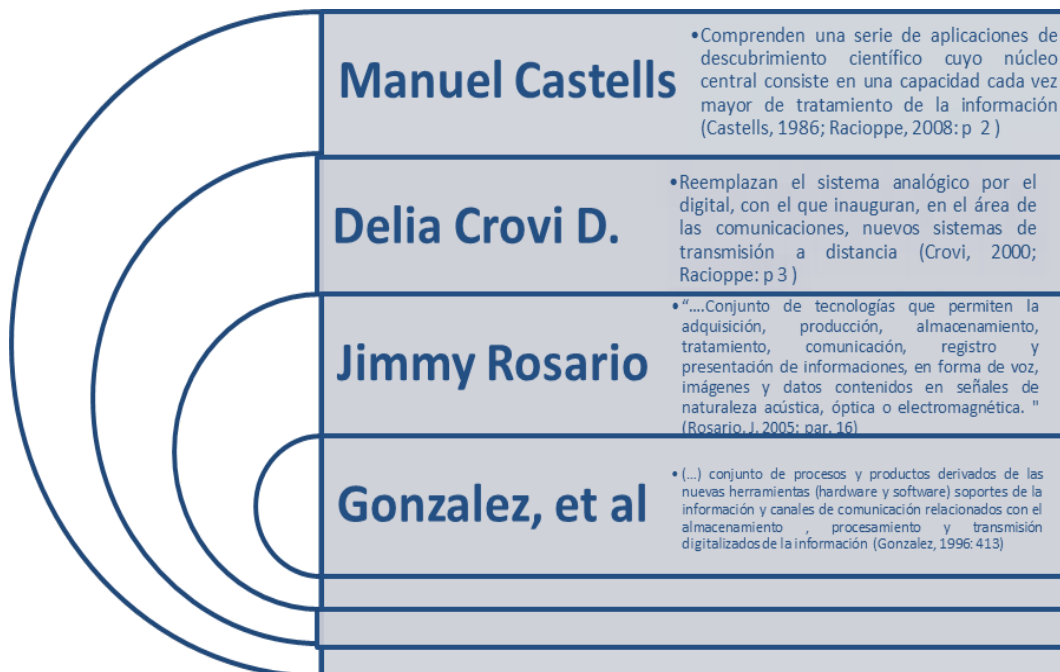 Manuel Castells
•Comprenden una serie de aplicaciones de
descubrimiento científico cuyo núcleo
central consiste en una capacidad cada vez
mayor de tratamiento de la información
(Castells, 1986; Racioppe, 2008: p 2 )
Delia Crovi D.
•Reemplazan el sistema analógico por el
digital, con el que inauguran, en el área de
las comunicaciones, nuevos sistemas de
transmisión a distancia (Crovi, 2000;
Racioppe: p 3 )
Jimmy Rosario
•“....Conjunto de tecnologías que permiten la
adquisición, producción, almacenamiento,
tratamiento, comunicación, registro y
presentación de informaciones, en forma de voz,
imágenes y datos contenidos en señales de
naturaleza acústica, óptica o electromagnética. "
(Rosario, J. 2005: par. 16)
Gonzalez, et al
•(...) conjunto de procesos y productos derivados de las
nuevas herramientas (hardware y software) soportes de la
información y canales de comunicación relacionados con el
almacenamiento , procesamiento y transmisión
digitalizados de la información (Gonzalez, 1996: 413)